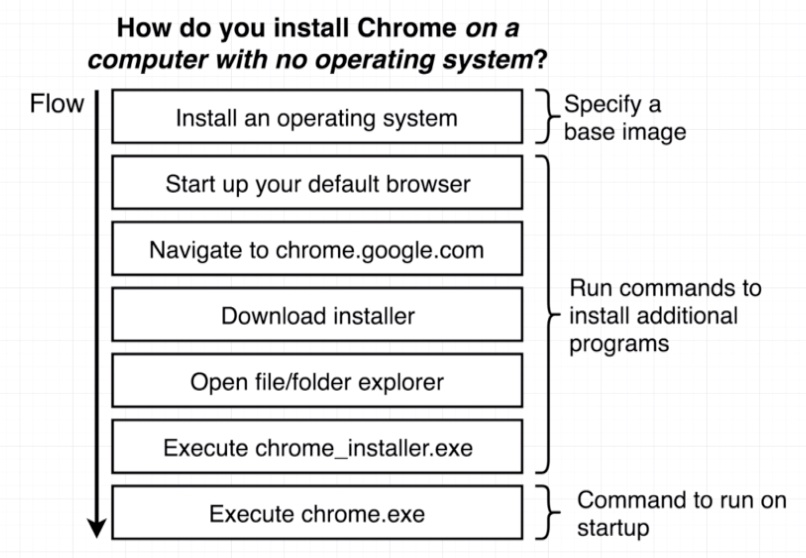 How do you install Chrome on a
computer with no operating system?
Flow
Install an operating system
Specify a
base image
Start up your default browser
Navigate to chrome.google.com
Download installer
Open file/folder explorer
Execute chrome_installer.exe
Run commands to
install additional
programs
Execute chrome.exe
Command to run on
startup